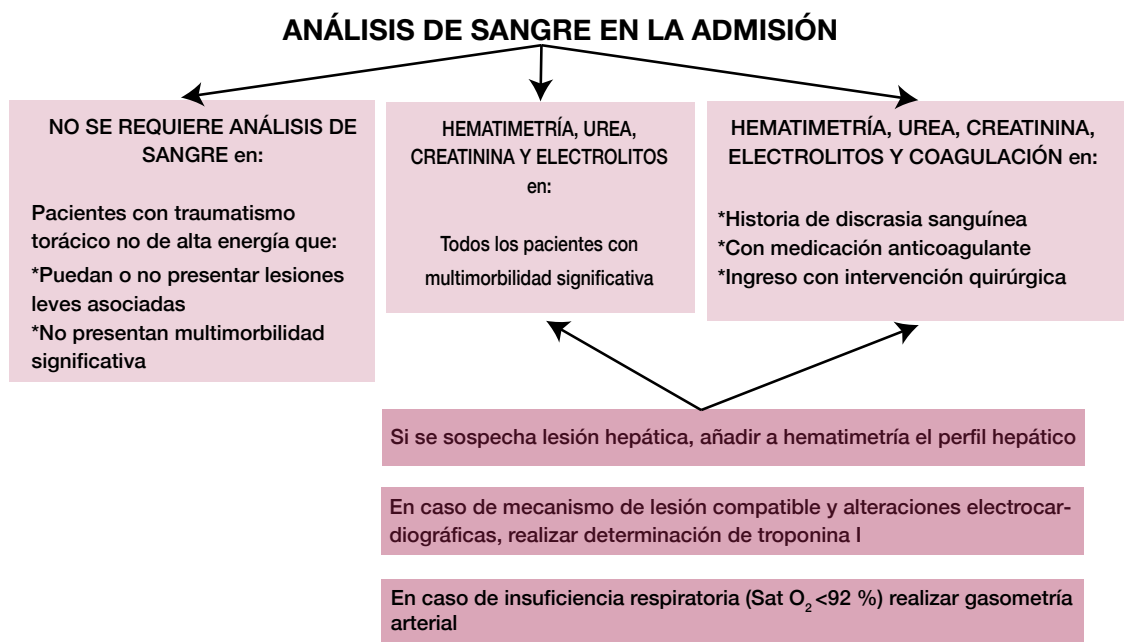 ANÁLISIS DE SANGRE EN LA ADMISIÓN
NO SE REQUIERE ANÁLISIS DE
SANGRE en:
Pacientes con traumatismo
torácico no de alta energía que:
*Puedan o no presentar lesiones
leves asociadas
*No presentan multimorbilidad
significativa
HEMATIMETRÍA, UREA,
CREATININA Y ELECTROLITOS
en:
Todos los pacientes con
multimorbilidad significativa
HEMATIMETRÍA, UREA, CREATININA,
ELECTROLITOS Y COAGULACIÓN en:
*Historia de discrasia sanguínea
*Con medicación anticoagulante
*Ingreso con intervención quirúrgica
Si se sospecha lesión hepática, añadir a hematimetría el perfil hepático
En caso de mecanismo de lesión compatible y alteraciones electrocar-
diográficas, realizar determinación de troponina I
En caso de insuficiencia respiratoria (Sat O₂<92 %) realizar gasometría
arterial